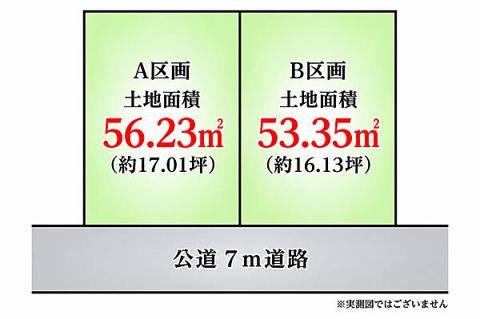 A区画
土地面積
56.23㎡
（約17.01坪）
B区画
土地面積
53.35㎡
（約16.13坪）
公道7m道路
※実測図ではございません